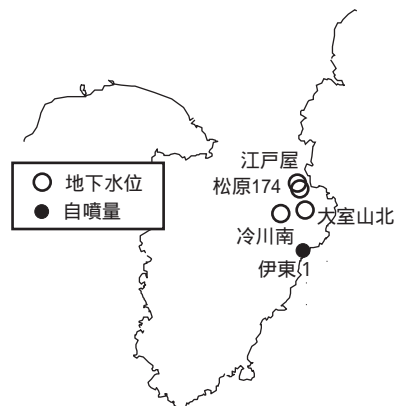 江戸屋
松原174
地下水位
自噴量
大室山北
冷川南
伊東1